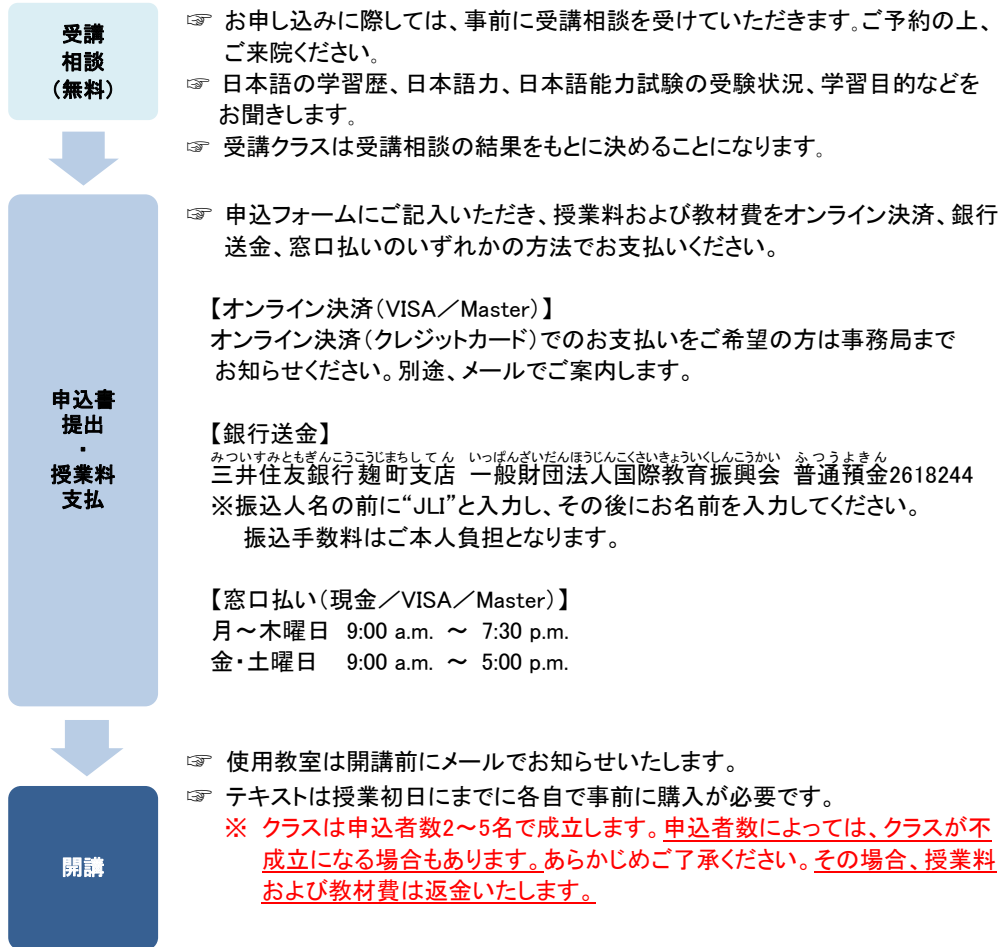 受講
相談
（無料）
☞ お申し込みに際しては、事前に受講相談を受けていただきます。ご予約の上、
ご来院ください。
☞ 日本語の学習歴、日本語力、日本語能力試験の受験状況、学習目的などを
お聞きします。
☞ 受講クラスは受講相談の結果をもとに決めることになります。
申込書
提出
・
授業料
支払
☞ 申込フォームにご記入いただき、授業料および教材費をオンライン決済、銀行
送金、窓口払いのいずれかの方法でお支払いください。
【オンライン決済（VISA／Master）】
オンライン決済（クレジットカード）でのお支払いをご希望の方は事務局まで
お知らせください。別途、メールでご案内します。
【銀行送金】
みついすみともぎんこうこうじまちしてん いっぱんざいだんほうじんこくさいきょういくしんこうかい ふつうよきん
三井住友銀行麹町支店 一般財団法人国際教育振興会 普通預金2618244
※振込人名の前に“JLI”と入力し、その後にお名前を入力してください。
振込手数料はご本人負担となります。
【窓口払い（現金／VISA／Master）】
月～木曜日 9:00 a.m. ～ 7:30 p.m.
金・土曜日 9:00 a.m. ～ 5:00 p.m.
開講
☞ 使用教室は開講前にメールでお知らせいたします。
☞ テキストは授業初日にまでに各自で事前に購入が必要です。
※ クラスは申込者数2～5名で成立します。申込者数によっては、クラスが不
成立になる場合もあります。あらかじめご了承ください。その場合、授業料
および教材費は返金いたします。